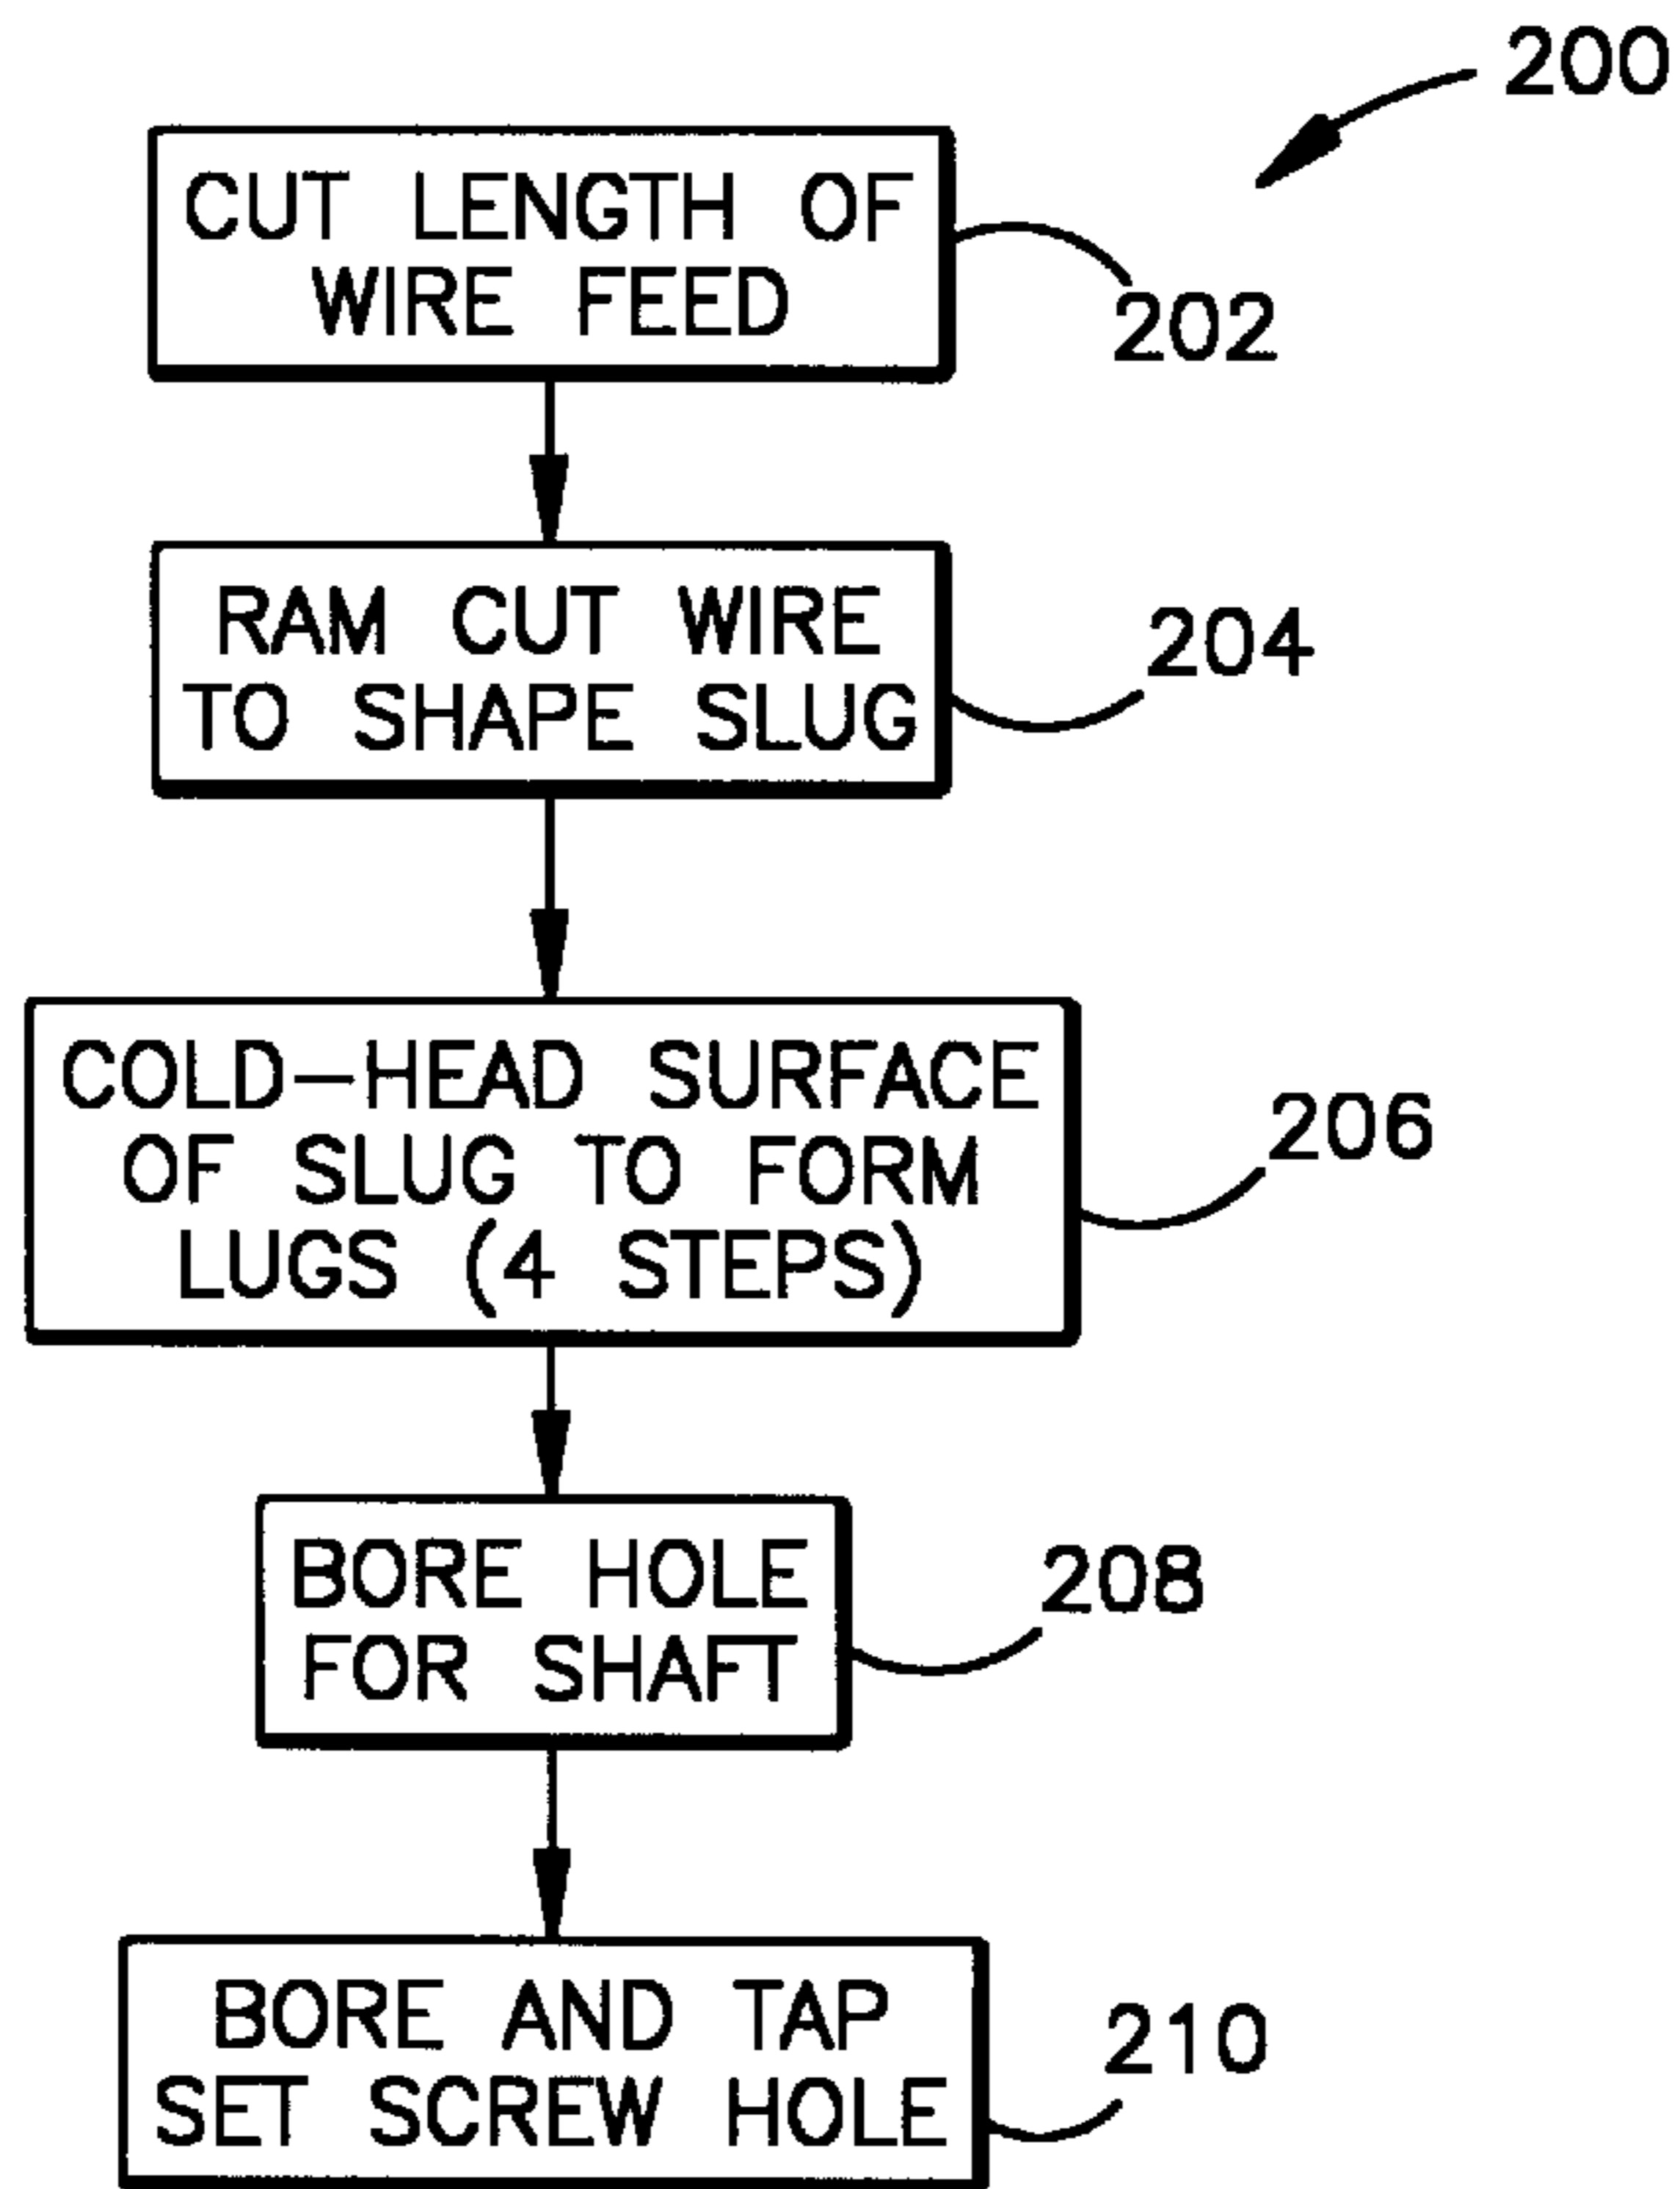 200
CUT LENGTH OF
WIRE FEED
202
RAM CUT WIRE
TO SHAPE SLUG
204
COLD-HEAD SURFACE
OF SLUG TO FORM
LUGS (4 STEPS)
206
BORE HOLE
FOR SHAFT
208
BORE AND TAP
SET SCREW HOLE
210